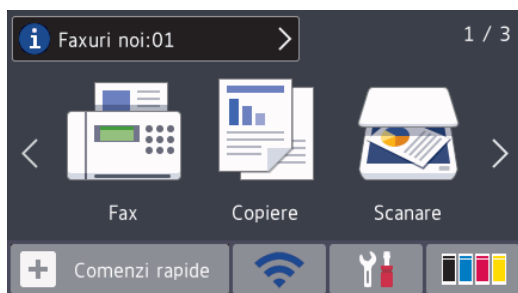 i Faxuri noi:01
1 / 3
Fax Copiere Scanare
Comenzi rapide